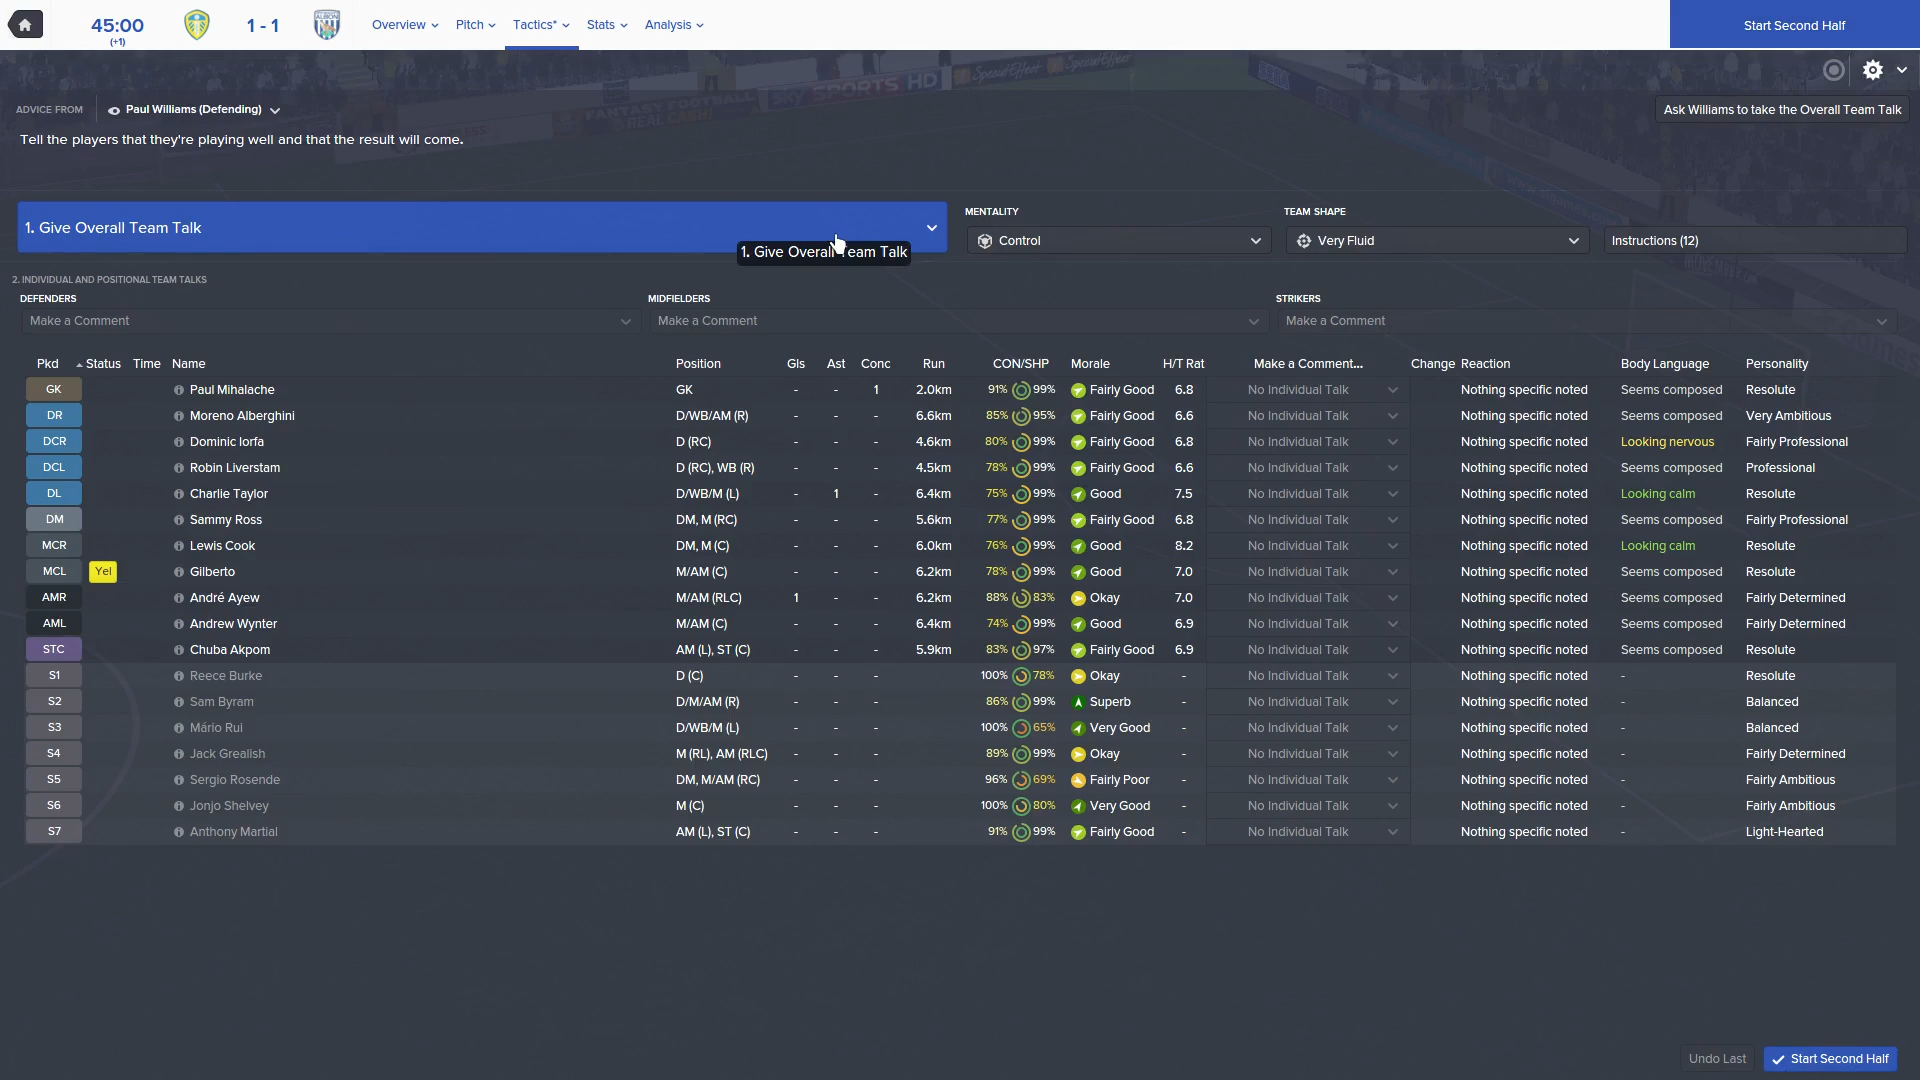 45:00
(+1)
1 - 1
Overview
Pitch
Tactics*
Stats
Analysis
Start Second Half
SPORTS HD
SpecialEffect
ADVICE FROM
Paul Williams (Defending)
Ask Williams to take the Overall Team Talk
Tell the players that they're playing well and that the result will come.
1. Give Overall Team Talk
1. Give Overall Team Talk
MENTALITY
Control
TEAM SHAPE
Very Fluid
Instructions (12)
2. INDIVIDUAL AND POSITIONAL TEAM TALKS
DEFENDERS
Make a Comment
MIDFIELDERS
Make a Comment
STRIKERS
Make a Comment
Pkd Status Time Name Position Gls Ast Conc Run CON/SHP Morale H/T Rat Make a Comment... Change Reaction Body Language Personality
GK Paul Mihalache GK - - 1 2.0km 91% 99% Fairly Good 6.8 No Individual Talk Nothing specific noted Seems composed Resolute
DR Moreno Alberghini D/WB/AM (R) - - - 6.6km 85% 95% Fairly Good 6.6 No Individual Talk Nothing specific noted Seems composed Very Ambitious
DCR Dominic Iorfa D (RC) - - - 4.6km 80% 99% Fairly Good 6.8 No Individual Talk Nothing specific noted Looking nervous Fairly Professional
DCL Robin Liverstam D (RC), WB (R) - - - 4.5km 78% 99% Fairly Good 6.6 No Individual Talk Nothing specific noted Seems composed Professional
DL Charlie Taylor D/WB/M (L) - 1 - 6.4km 75% 99% Good 7.5 No Individual Talk Nothing specific noted Looking calm Resolute
DM Sammy Ross DM, M (RC) - - - 5.6km 77% 99% Fairly Good 6.8 No Individual Talk Nothing specific noted Seems composed Fairly Professional
MCR Lewis Cook DM, M (C) - - - 6.0km 76% 99% Good 8.2 No Individual Talk Nothing specific noted Looking calm Resolute
MCL Yel Gilberto M/AM (C) - - - 6.2km 78% 99% Good 7.0 No Individual Talk Nothing specific noted Seems composed Resolute
AMR André Ayew M/AM (RLC) 1 - - 6.2km 88% 83% Okay 7.0 No Individual Talk Nothing specific noted Seems composed Fairly Determined
AML Andrew Wynter M/AM (C) - - - 6.4km 74% 99% Good 6.9 No Individual Talk Nothing specific noted Seems composed Fairly Determined
STC Chuba Akpom AM (L), ST (C) - - - 5.9km 83% 97% Fairly Good 6.9 No Individual Talk Nothing specific noted Seems composed Resolute
S1 Reece Burke D (C) - - - 100% 78% Okay - No Individual Talk Nothing specific noted - Resolute
S2 Sam Byram D/M/AM (R) - - - 86% 99% Superb - No Individual Talk Nothing specific noted - Balanced
S3 Mário Rui D/WB/M (L) - - - 100% 65% Very Good - No Individual Talk Nothing specific noted - Balanced
S4 Jack Grealish M (RL), AM (RLC) - - - 89% 99% Okay - No Individual Talk Nothing specific noted - Fairly Determined
S5 Sergio Rosende DM, M/AM (RC) - - - 96% 69% Fairly Poor - No Individual Talk Nothing specific noted - Fairly Ambitious
S6 Jonjo Shelvey M (C) - - - 100% 80% Very Good - No Individual Talk Nothing specific noted - Fairly Ambitious
S7 Anthony Martial AM (L), ST (C) - - - 91% 99% Fairly Good - No Individual Talk Nothing specific noted - Light-Hearted
Undo Last
Start Second Half